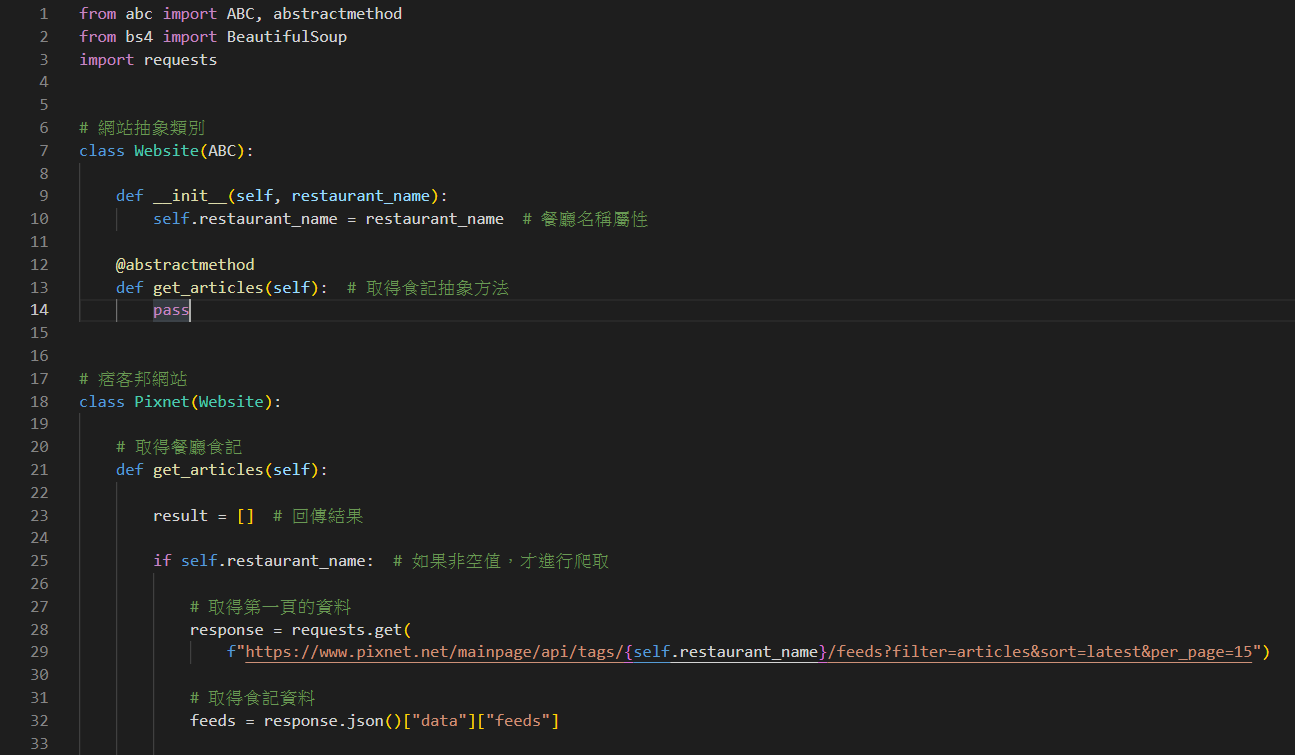 1 from abc import ABC, abstractmethod
2 from bs4 import BeautifulSoup
3 import requests
4
5
6 # 網站抽象類別
7 class Website(ABC):
8
9     def __init__(self, restaurant_name):
10         self.restaurant_name = restaurant_name  # 餐廳名稱屬性
11
12     @abstractmethod
13     def get_articles(self):  # 取得食記抽象方法
14         pass
15
16
17 # 痞客邦網站
18 class Pixnet(Website):
19
20     # 取得餐廳食記
21     def get_articles(self):
22
23         result = []  # 回傳結果
24
25         if self.restaurant_name:  # 如果非空值，才進行爬取
26
27             # 取得第一頁的資料
28             response = requests.get(
29                 f"https://www.pixnet.net/mainpage/api/tags/{self.restaurant_name}/feeds?filter=articles&sort=latest&per_page=15")
30
31             # 取得食記資料
32             feeds = response.json()["data"]["feeds"]
33